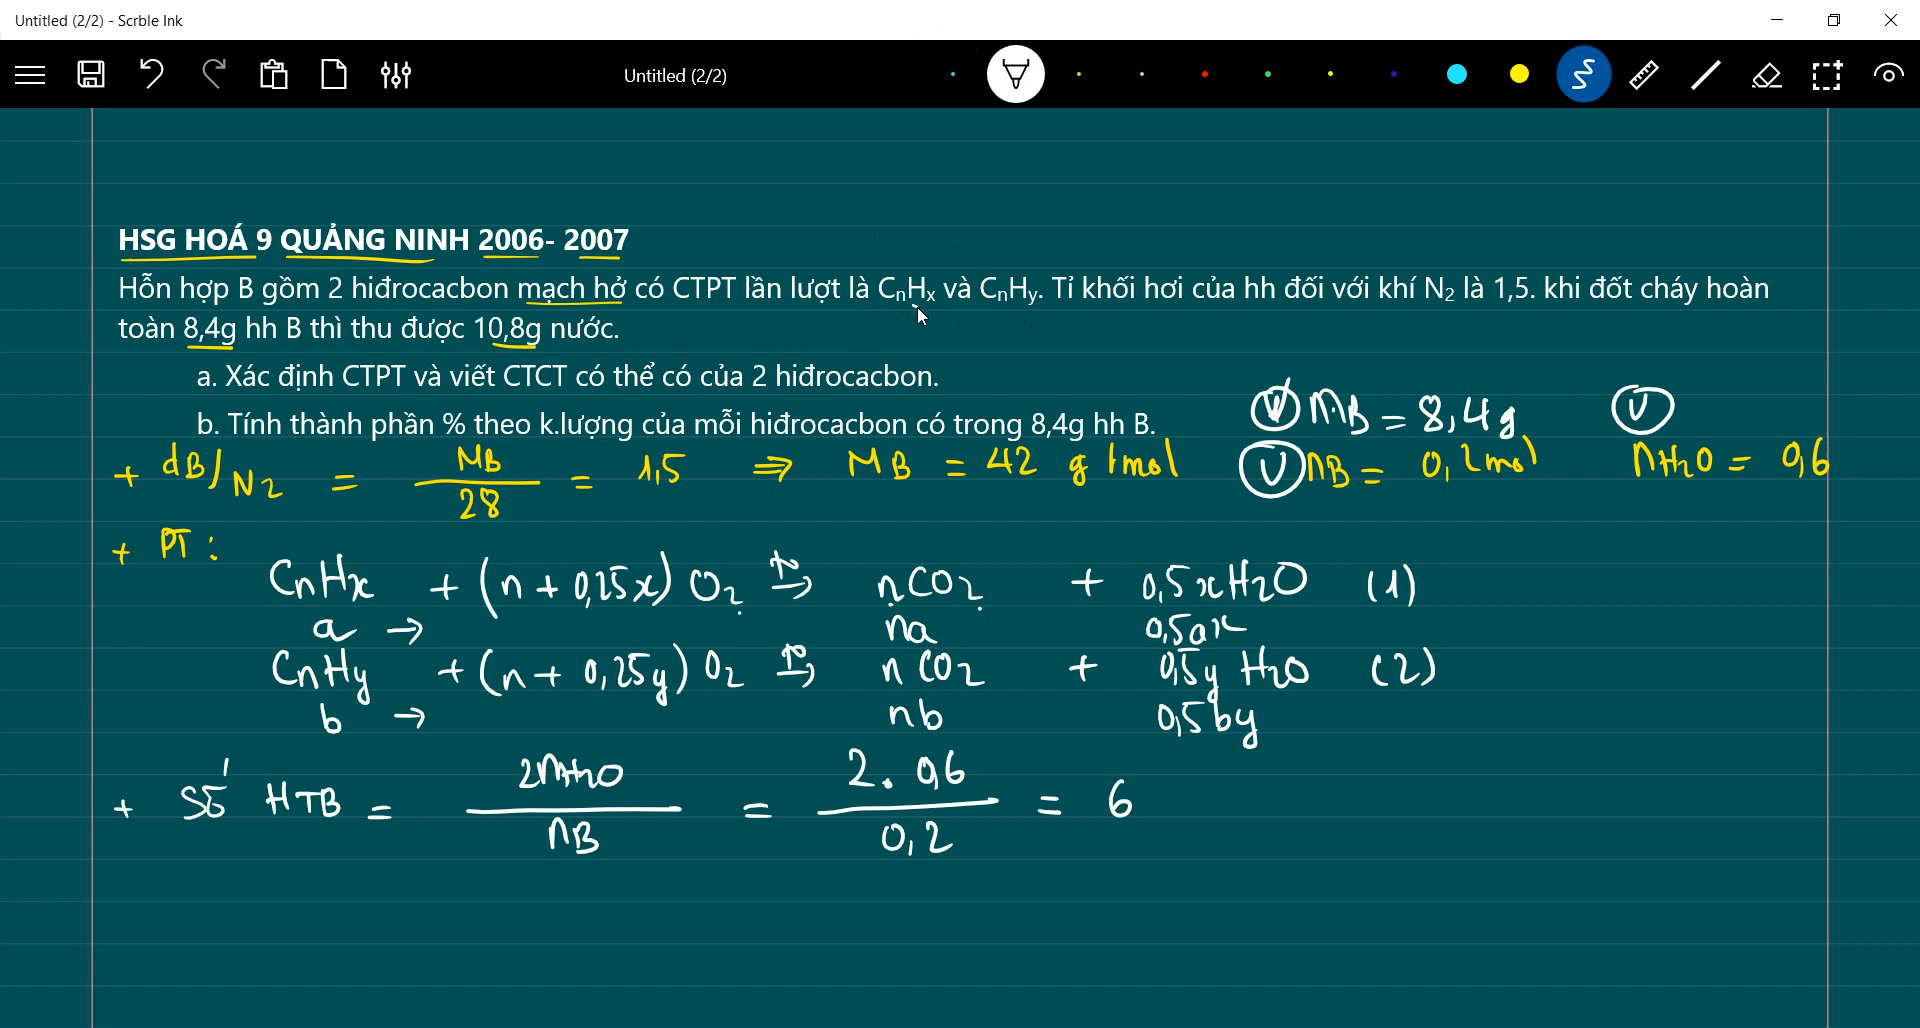 Untitled (2/2) - Scrble Ink
Untitled (2/2)
HSG HOÁ 9 QUẢNG NINH 2006- 2007
Hỗn hợp B gồm 2 hiđrocacbon mạch hở có CTPT lần lượt là CₙHₓ và CₙHy. Tỉ khối hơi của hh đối với khí N₂ là 1,5. khi đốt cháy hoàn
toàn 8,4g hh B thì thu được 10,8g nước.
a. Xác định CTPT và viết CTCT có thể có của 2 hiđrocacbon.
b. Tính thành phần % theo k.lượng của mỗi hiđrocacbon có trong 8,4g hh B.
V mB = 8,4g V
+ dB/N2 = MB/28 = 1,5 ⇒ MB = 42 g/mol V nB = 0,2mol nH2O = 0,6
+ PT :
CnHx + (n + 0,25x) O2 → nCO2 + 0,5xH2O (1)
a → na 0,5ax
CnHy + (n + 0,25y) O2 → nCO2 + 0,5y H2O (2)
b → nb 0,5by
+ Số HTB = 2nH2O/nB = 2. 0,6/0,2 = 6